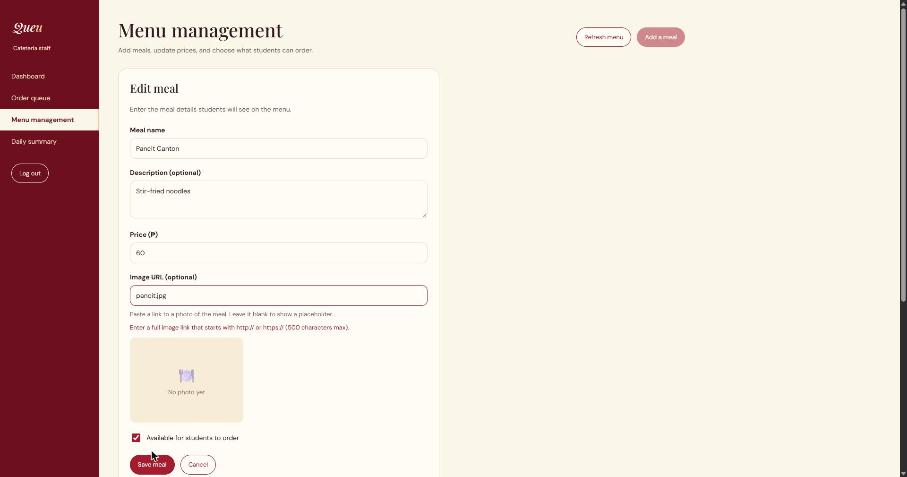 Queu
Cafeteria staff
Dashboard
Order queue
Menu management
Daily summary
Log out
Menu management
Add meals, update prices, and choose what students can order.
Refresh menu
Add a meal
Edit meal
Enter the meal details students will see on the menu.
Meal name
Pancit Canton
Description (optional)
Stir-fried noodles
Price (₱)
60
Image URL (optional)
pancit.jpg
Paste a link to a photo of the meal. Leave it blank to show a placeholder.
Enter a full image link that starts with http:// or https:// (500 characters max).
No photo yet
Available for students to order
Save meal
Cancel